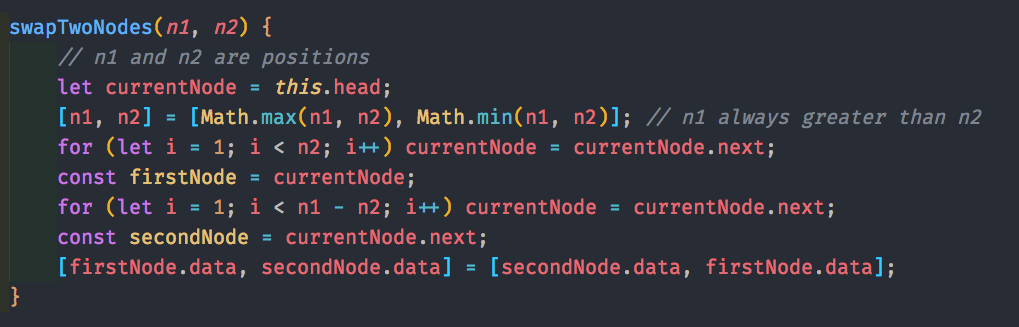 swapTwoNodes(n1, n2) {
    // n1 and n2 are positions
    let currentNode = this.head;
    [n1, n2] = [Math.max(n1, n2), Math.min(n1, n2)]; // n1 always greater than n2
    for (let i = 1; i < n2; i++) currentNode = currentNode.next;
    const firstNode = currentNode;
    for (let i = 1; i < n1 - n2; i++) currentNode = currentNode.next;
    const secondNode = currentNode.next;
    [firstNode.data, secondNode.data] = [secondNode.data, firstNode.data];
}